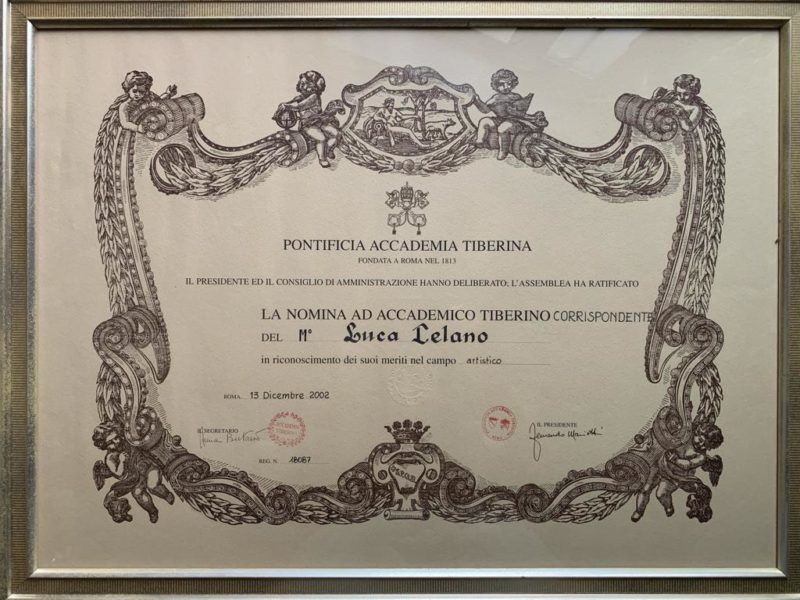 PONTIFICIA ACCADEMIA TIBERINA
FONDATA A ROMA NEL 1813
IL PRESIDENTE ED IL CONSIGLIO DI AMMINISTRAZIONE HANNO DELIBERATO; L'ASSEMBLEA HA RATIFICATO
LA NOMINA AD ACCADEMICO TIBERINO CORRISPONDENTE
DEL M° Luca Celano
in riconoscimento dei suoi meriti nel campo artistico
ROMA, 13 Dicembre 2002
IL SEGRETARIO
IL PRESIDENTE
REG. N. 18087